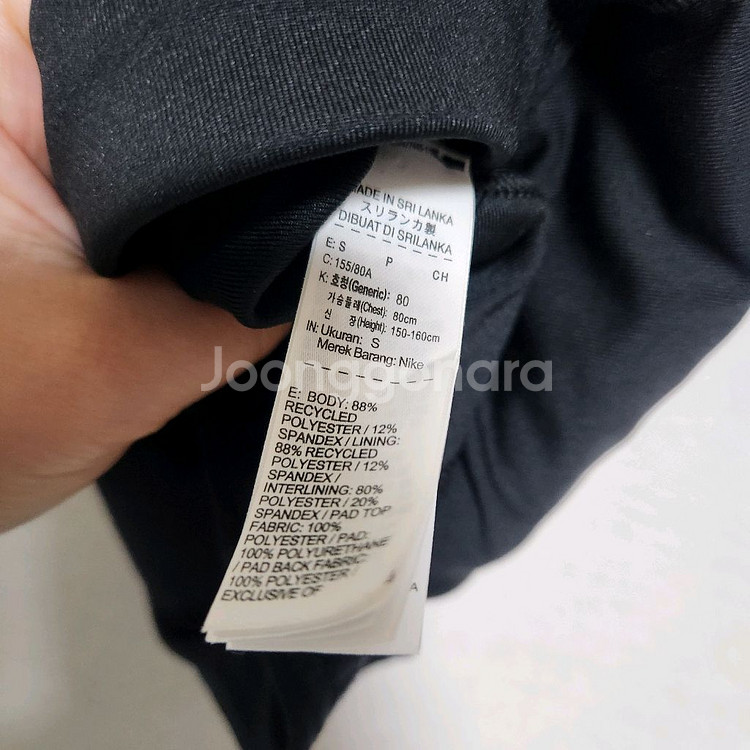 MADE IN SRI LANKA
スリランカ製
DIBUAT DI SRILANKA
E: S P CH
C: 155/80A
K: 호칭(Generic): 80
가슴둘레(Chest): 80cm
신 장(Height): 150-160cm
IN: Ukuran: S
Merek Barang: Nike
Joonggonara
E: BODY: 88%
RECYCLED
POLYESTER / 12%
SPANDEX / LINING:
88% RECYCLED
POLYESTER / 12%
SPANDEX /
INTERLINING: 80%
POLYESTER / 20%
SPANDEX / PAD TOP
FABRIC: 100%
POLYESTER / PAD:
100% POLYURETHANE
/ PAD BACK FABRIC:
100% POLYESTER /
EXCLUSIVE OF
A